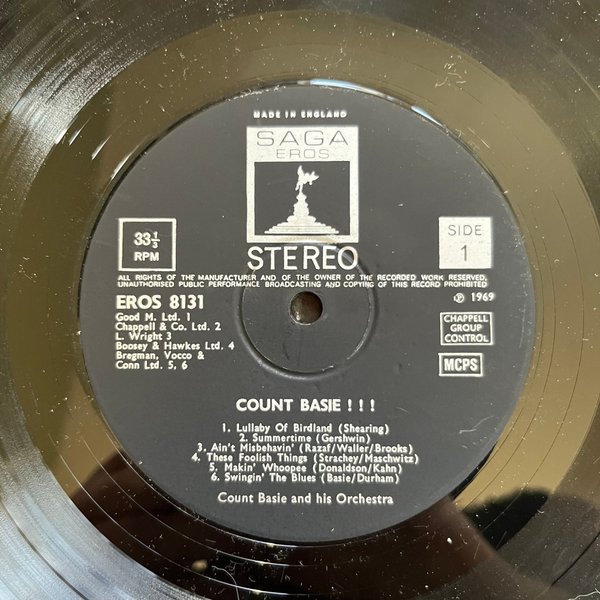 MADE IN ENGLAND
SAGA
EROS
33 1/3
RPM
SIDE
1
STEREO
ALL RIGHTS OF THE MANUFACTURER AND OF THE OWNER OF THE RECORDED WORK RESERVED.
UNAUTHORISED PUBLIC PERFORMANCE BROADCASTING AND COPYING OF THIS RECORD PROHIBITED
EROS 8131
℗ 1969
Good M. Ltd. 1
Chappell & Co. Ltd. 2
L. Wright 3
Boosey & Hawkes Ltd. 4
Bregman, Vocco &
Conn Ltd. 5, 6
CHAPPELL
GROUP
CONTROL
MCPS
COUNT BASIE ! ! !
1. Lullaby Of Birdland (Shearing)
2. Summertime (Gershwin)
3. Ain't Misbehavin' (Razaf/Waller/Brooks)
4. These Foolish Things (Strachey/Maschwitz)
5. Makin' Whoopee (Donaldson/Kahn)
6. Swingin' The Blues (Basie/Durham)
Count Basie and his Orchestra